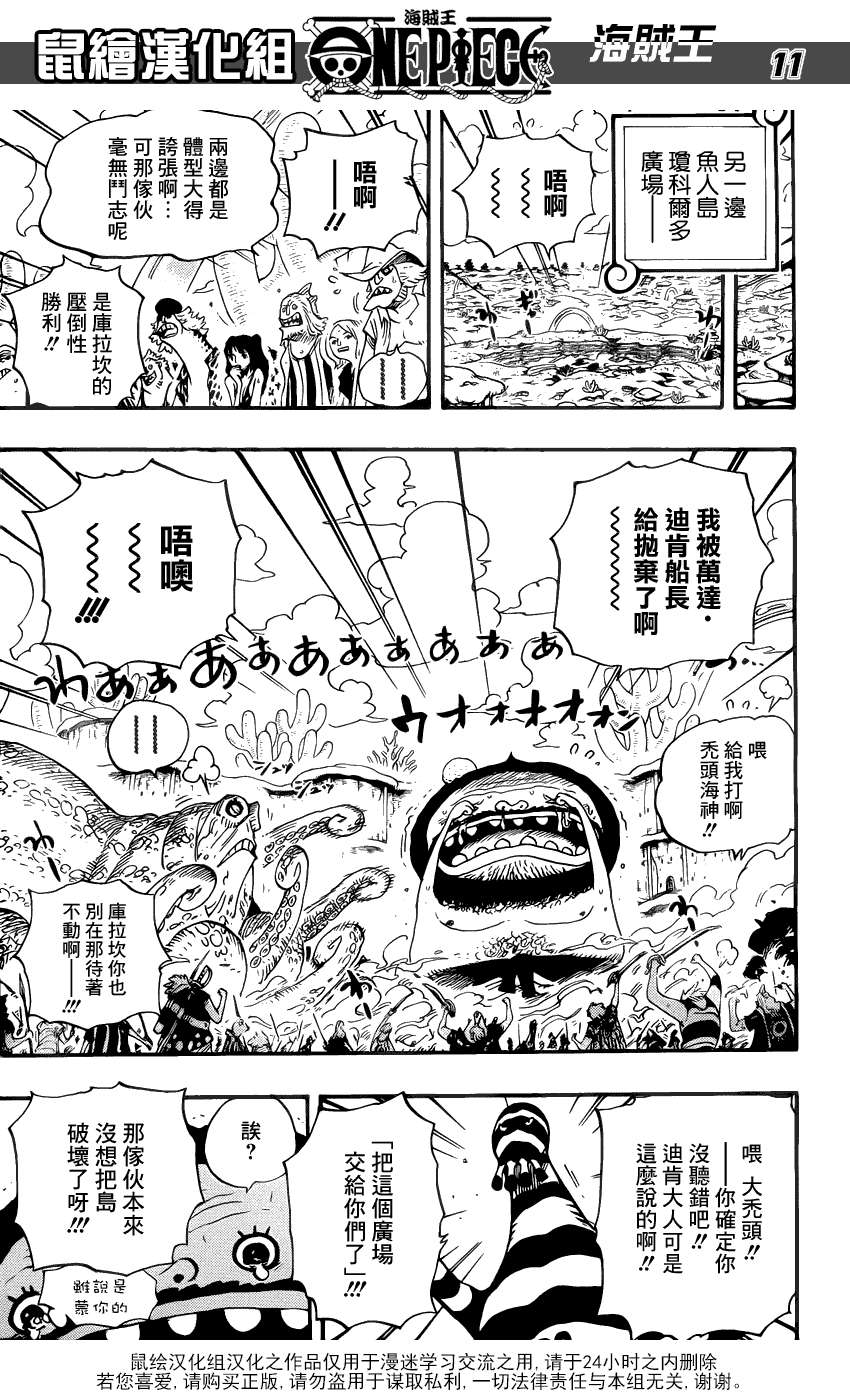 鼠繪漢化組
海賊王
ONE PIECE
海賊王
11
另一邊
魚人島
瓊科爾多
廣場——
唔啊
唔啊
——!!
兩邊都是
體型大得
誇張啊…
可那傢伙
毫無鬥志呢
是庫拉坎的
壓倒性
勝利!!
我被萬達・
迪肯船長
給拋棄了啊
唔噢
!!!
わあぁあああぁあぁあぁ
ウオオオオオオン
喂
給我打啊
禿頭海神!!
庫拉坎你也
別在那待著
不動啊——!!!
喂 大禿頭!!
——你確定你
沒聽錯吧!!
迪肯大人可是
這麼說的啊!!
「把這個廣場
交給你們了」!!!
誒?
那傢伙本來
沒想把島
破壞了呀!!!
雖說是
蒙你的
鼠绘汉化组汉化之作品仅用于漫迷学习交流之用, 请于24小时之内删除
若您喜爱, 请购买正版, 请勿盗用于谋取私利, 一切法律责任与本组无关, 谢谢。